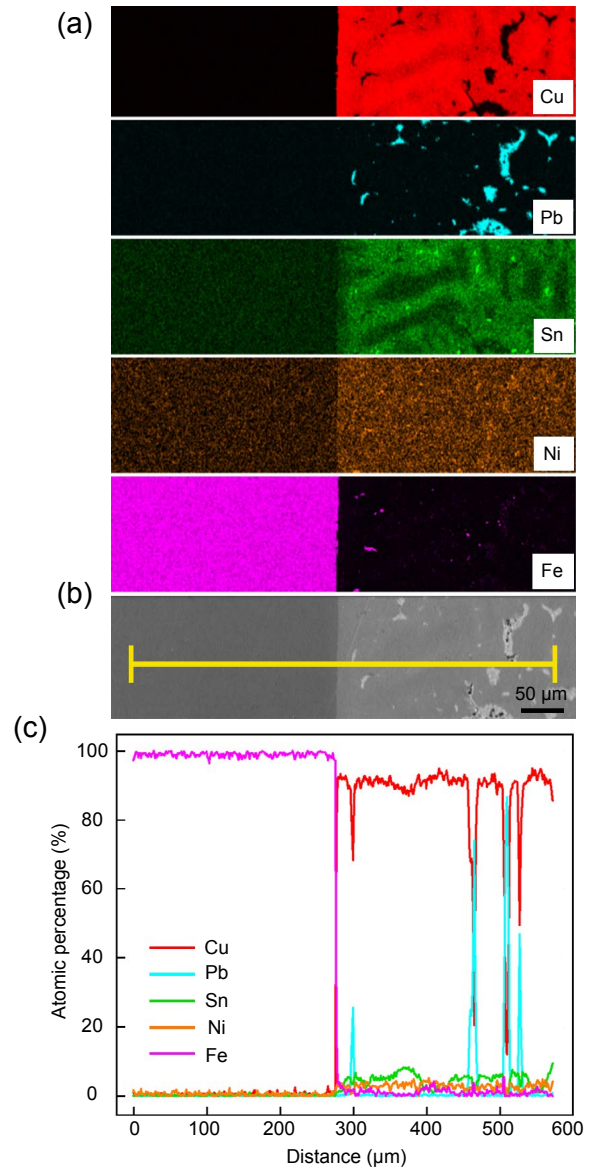 (a)
Cu
Pb
Sn
Ni
Fe
(b)
50 μm
(c)
100
80
60
40
20
0
Atomic percentage (%)
Cu
Pb
Sn
Ni
Fe
0 100 200 300 400 500 600
Distance (μm)